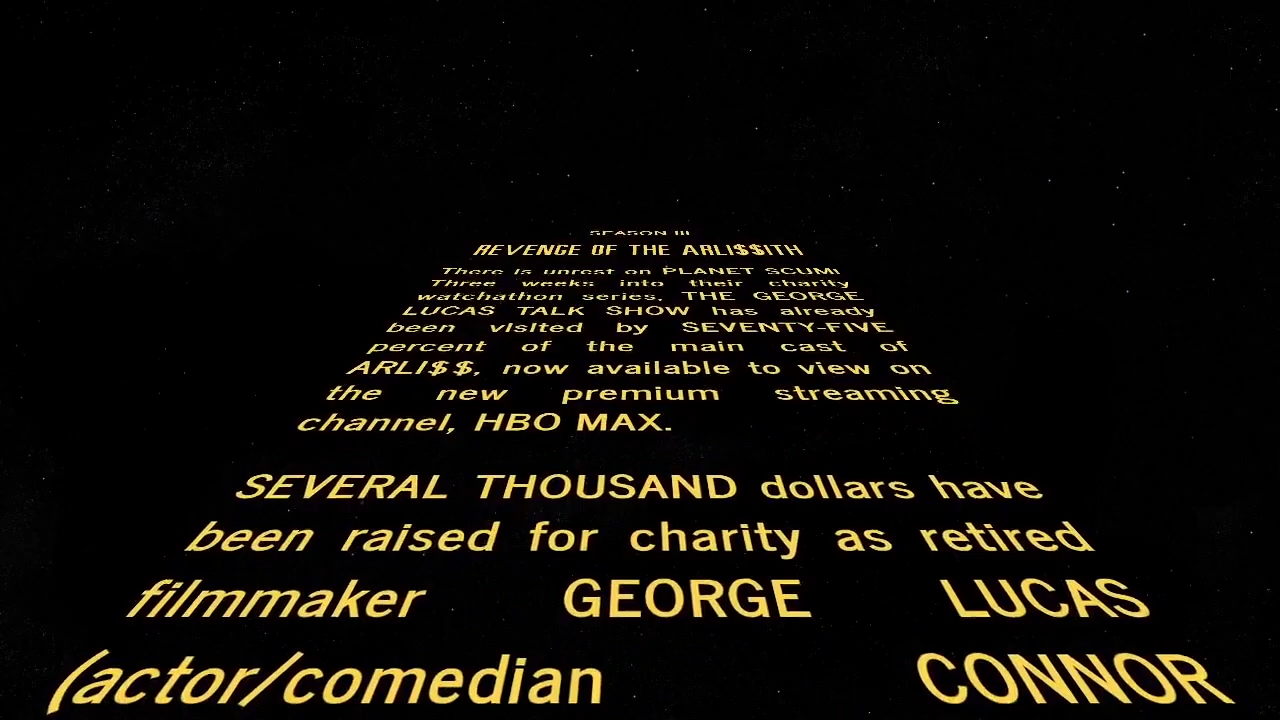 SEASON III
REVENGE OF THE ARLI$$ITH
There is unrest on PLANET SCUM!
Three weeks into their charity
watchathon series, THE GEORGE
LUCAS TALK SHOW has already
been visited by SEVENTY-FIVE
percent of the main cast of
ARLI$$, now available to view on
the new premium streaming
channel, HBO MAX.
SEVERAL THOUSAND dollars have
been raised for charity as retired
filmmaker GEORGE LUCAS
(actor/comedian CONNOR